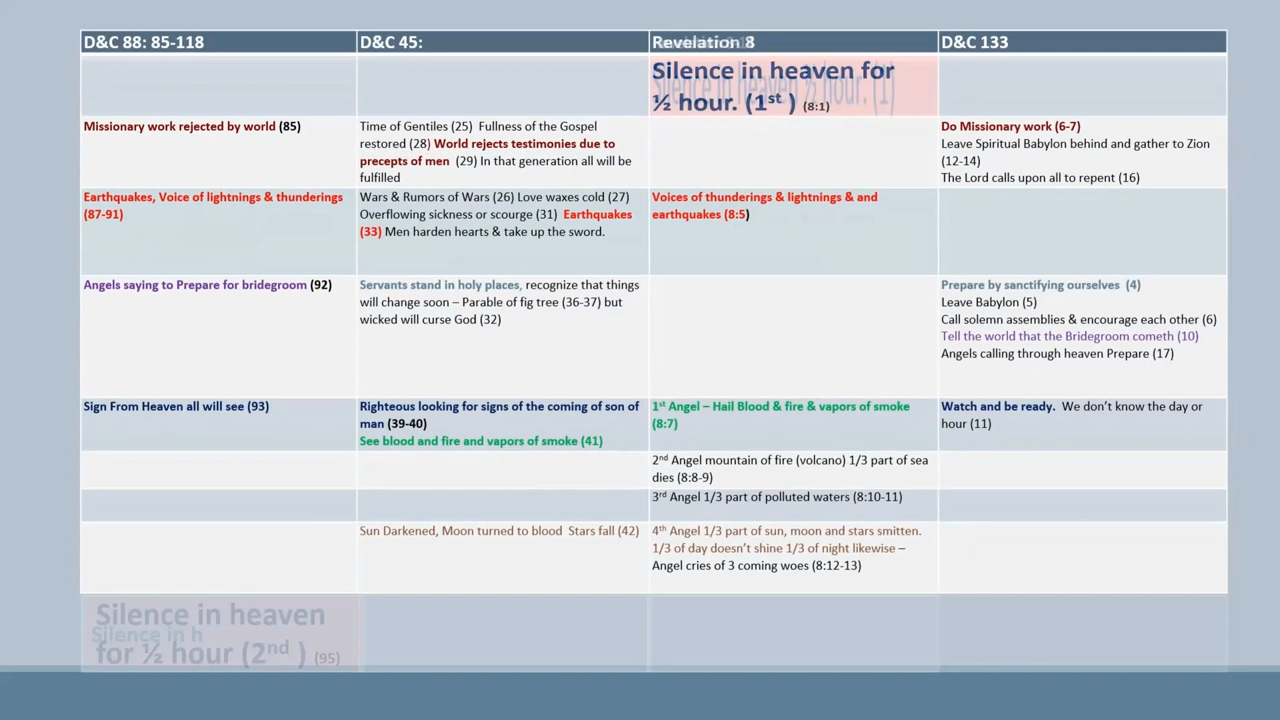 D&C 88: 85-118
D&C 45:
Revelation 8
D&C 133
Silence in heaven for
½ hour. (1st ) (8:1)
Missionary work rejected by world (85)
Time of Gentiles (25) Fullness of the Gospel
restored (28) World rejects testimonies due to
precepts of men (29) In that generation all will be
fulfilled
Do Missionary work (6-7)
Leave Spiritual Babylon behind and gather to Zion
(12-14)
The Lord calls upon all to repent (16)
Earthquakes, Voice of lightnings & thunderings
(87-91)
Wars & Rumors of Wars (26) Love waxes cold (27)
Overflowing sickness or scourge (31) Earthquakes
(33) Men harden hearts & take up the sword.
Voices of thunderings & lightnings & and
earthquakes (8:5)
Angels saying to Prepare for bridegroom (92)
Servants stand in holy places, recognize that things
will change soon – Parable of fig tree (36-37) but
wicked will curse God (32)
Prepare by sanctifying ourselves (4)
Leave Babylon (5)
Call solemn assemblies & encourage each other (6)
Tell the world that the Bridegroom cometh (10)
Angels calling through heaven Prepare (17)
Sign From Heaven all will see (93)
Righteous looking for signs of the coming of son of
man (39-40)
See blood and fire and vapors of smoke (41)
1st Angel – Hail Blood & fire & vapors of smoke
(8:7)
Watch and be ready. We don't know the day or
hour (11)
2nd Angel mountain of fire (volcano) 1/3 part of sea
dies (8:8-9)
3rd Angel 1/3 part of polluted waters (8:10-11)
Sun Darkened, Moon turned to blood Stars fall (42)
4th Angel 1/3 part of sun, moon and stars smitten.
1/3 of day doesn't shine 1/3 of night likewise –
Angel cries of 3 coming woes (8:12-13)
Silence in heaven
Silence in h
for ½ hour (2nd ) (95)